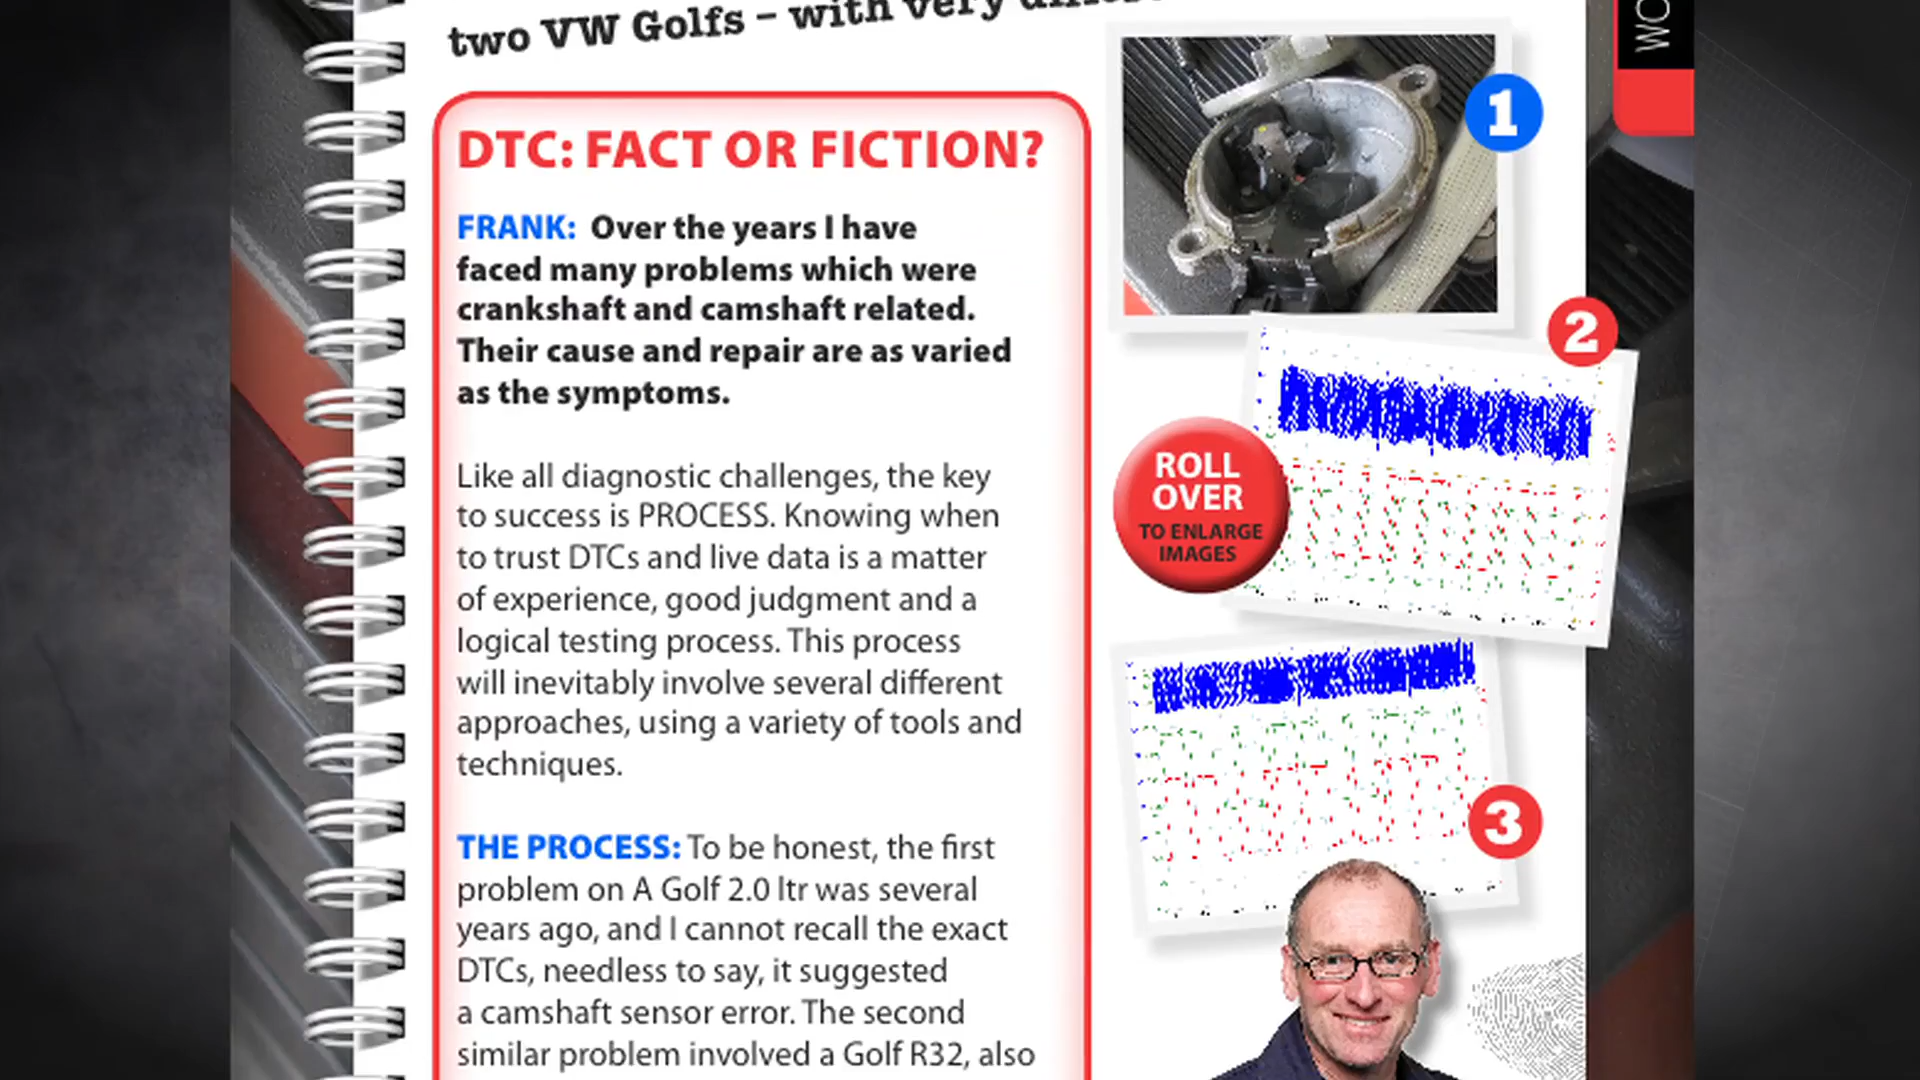 two VW Golfs – with very
WO
DTC: FACT OR FICTION?
FRANK: Over the years I have
faced many problems which were
crankshaft and camshaft related.
Their cause and repair are as varied
as the symptoms.
Like all diagnostic challenges, the key
to success is PROCESS. Knowing when
to trust DTCs and live data is a matter
of experience, good judgment and a
logical testing process. This process
will inevitably involve several different
approaches, using a variety of tools and
techniques.
THE PROCESS: To be honest, the first
problem on A Golf 2.0 ltr was several
years ago, and I cannot recall the exact
DTCs, needless to say, it suggested
a camshaft sensor error. The second
similar problem involved a Golf R32, also
1
2
ROLL
OVER
TO ENLARGE
IMAGES
3